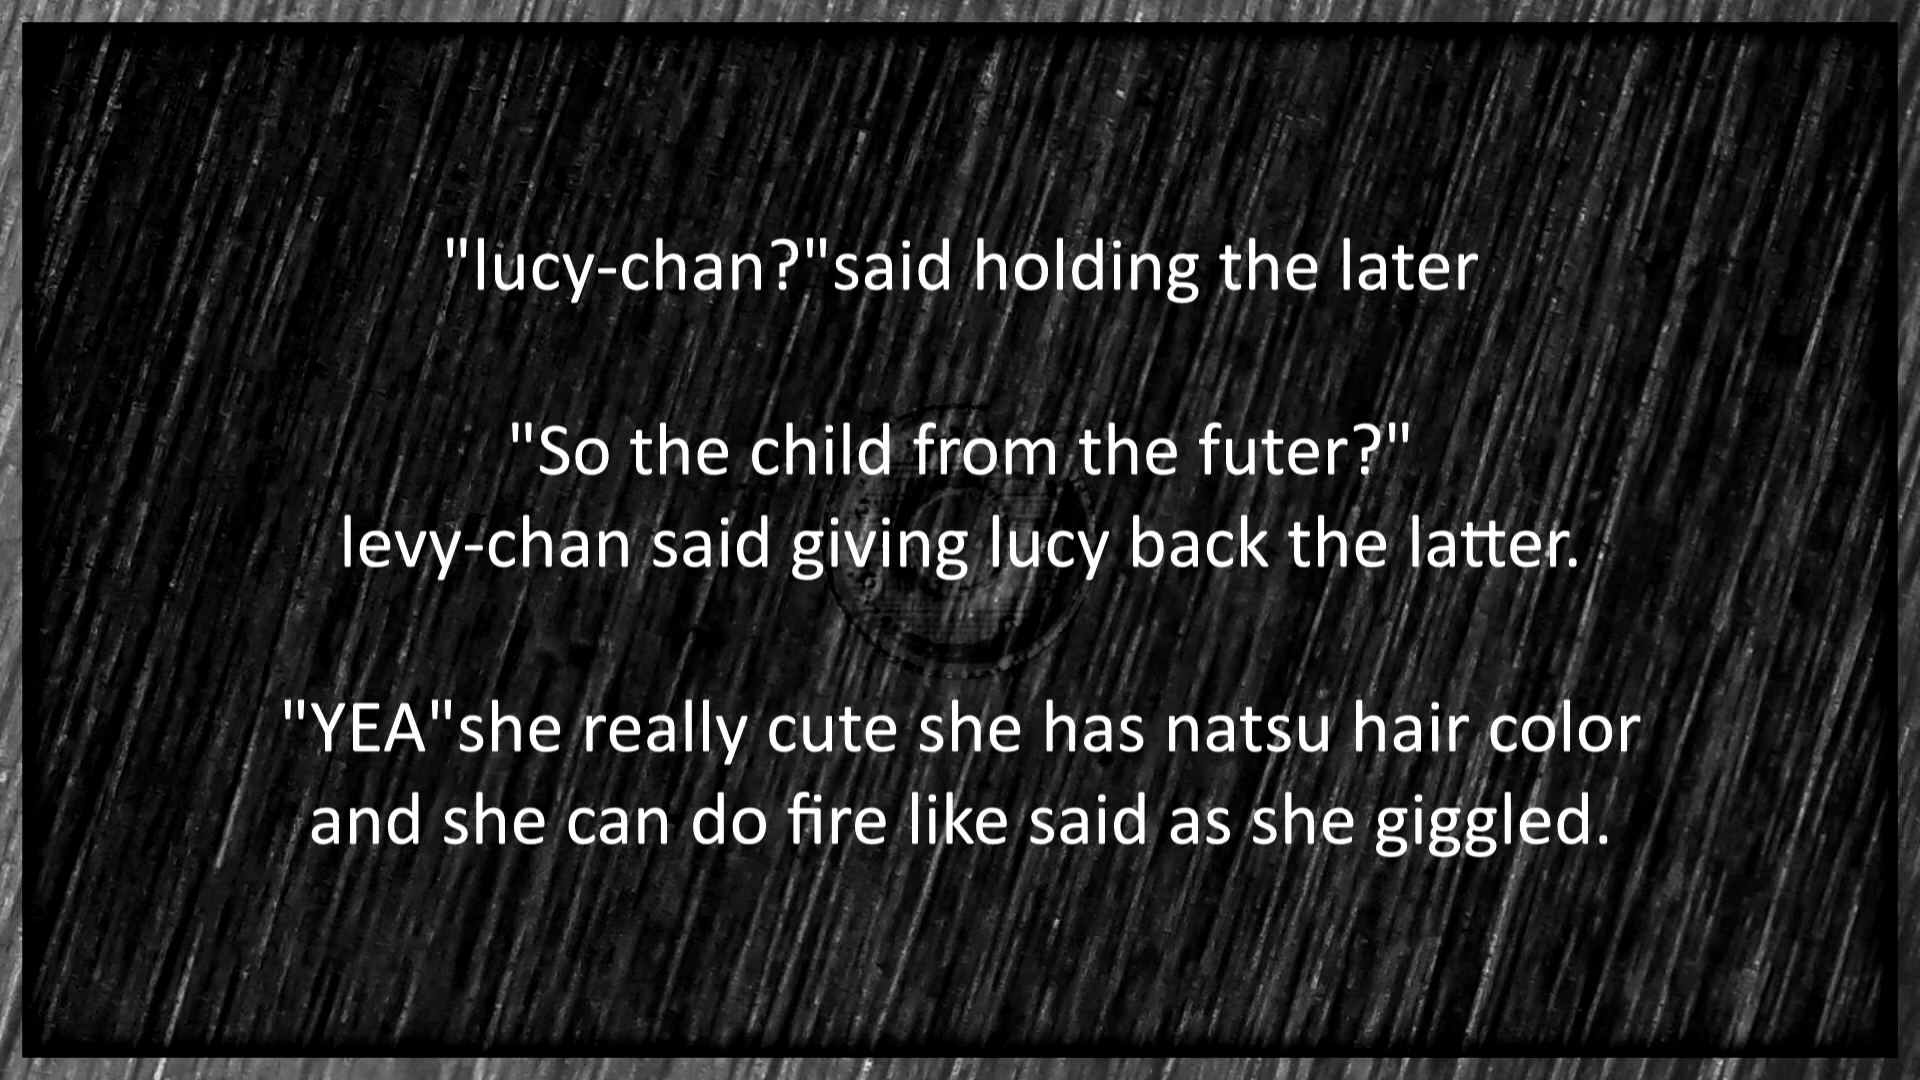 "lucy-chan?"said holding the later
"So the child from the futer?"
levy-chan said giving lucy back the latter.
"YEA"she really cute she has natsu hair color
and she can do fire like said as she giggled.